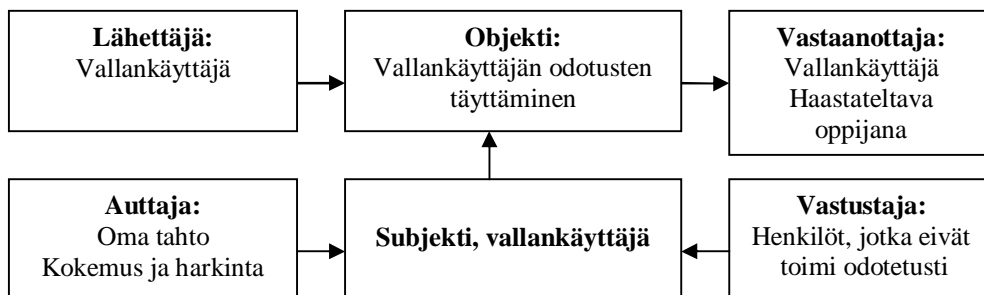 Lähettäjä:
Vallankäyttäjä
Objekti:
Vallankäyttäjän odotusten
täyttäminen
Vastaanottaja:
Vallankäyttäjä
Haastateltava
oppijana
Auttaja:
Oma tahto
Kokemus ja harkinta
Subjekti, vallankäyttäjä
Vastustaja:
Henkilöt, jotka eivät
toimi odotetusti